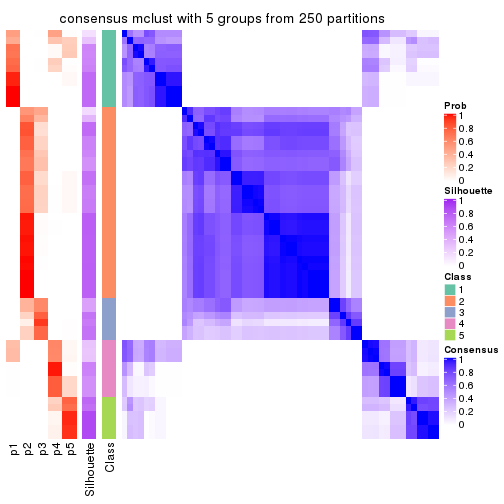 consensus mclust with 5 groups from 250 partitions
Prob
1
0.8
0.6
0.4
0.2
0
Silhouette
1
0.8
0.6
0.4
0.2
0
Class
1
2
3
4
5
Consensus
1
0.8
0.6
0.4
0.2
0
p1
p2
p3
p4
p5
Silhouette
Class